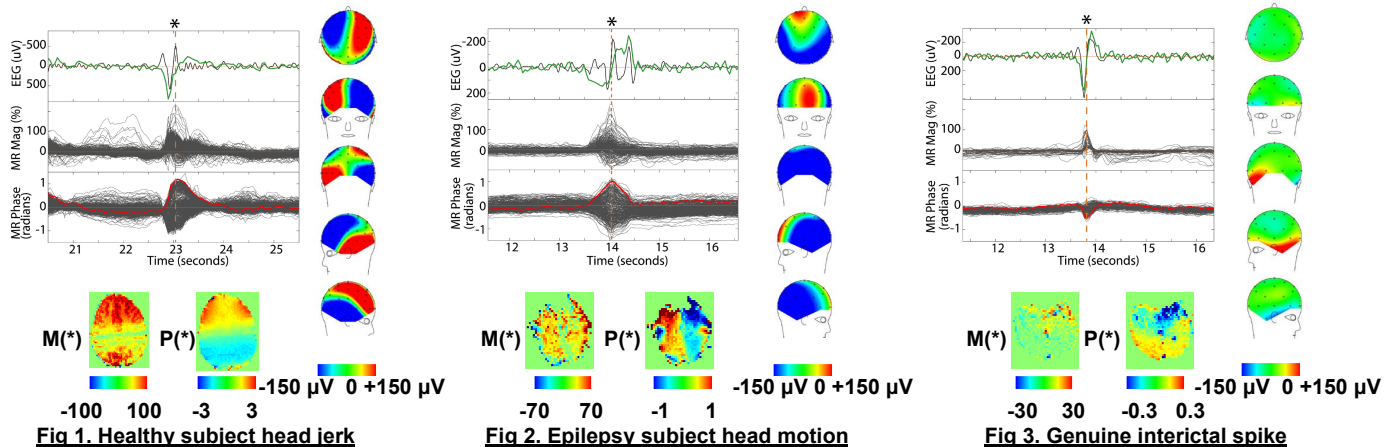 *
-500
0
500
EEG (uV)
100
0
MR Mag (%)
1
0
-1
MR Phase
(radians)
21 22 23 24 25
Time (seconds)
M(*) P(*)
-100 100 -3 3
-150 µV 0 +150 µV
Fig 1. Healthy subject head jerk
*
-200
0
200
EEG (uV)
100
0
MR Mag (%)
1
0
-1
MR Phase
(radians)
12 13 14 15 16
Time (seconds)
M(*) P(*)
-70 70 -1 1
-150 µV 0 +150 µV
Fig 2. Epilepsy subject head motion
*
-200
0
200
EEG (uV)
100
0
MR Mag (%)
1
0
-1
MR Phase
(radians)
12 13 14 15 16
Time (seconds)
M(*) P(*)
-30 30 -0.3 0.3
-150 µV 0 +150 µV
Fig 3. Genuine interictal spike